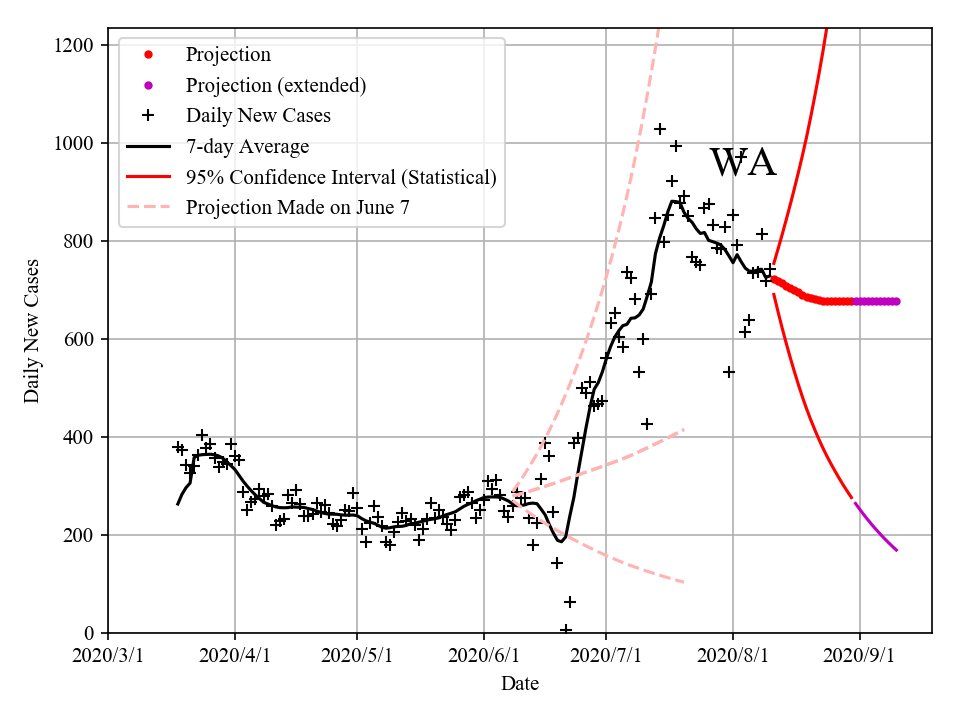 Projection
Projection (extended)
Daily New Cases
7-day Average
95% Confidence Interval (Statistical)
Projection Made on June 7
WA
1200
1000
800
600
400
200
0
Daily New Cases
2020/3/1 2020/4/1 2020/5/1 2020/6/1 2020/7/1 2020/8/1 2020/9/1
Date